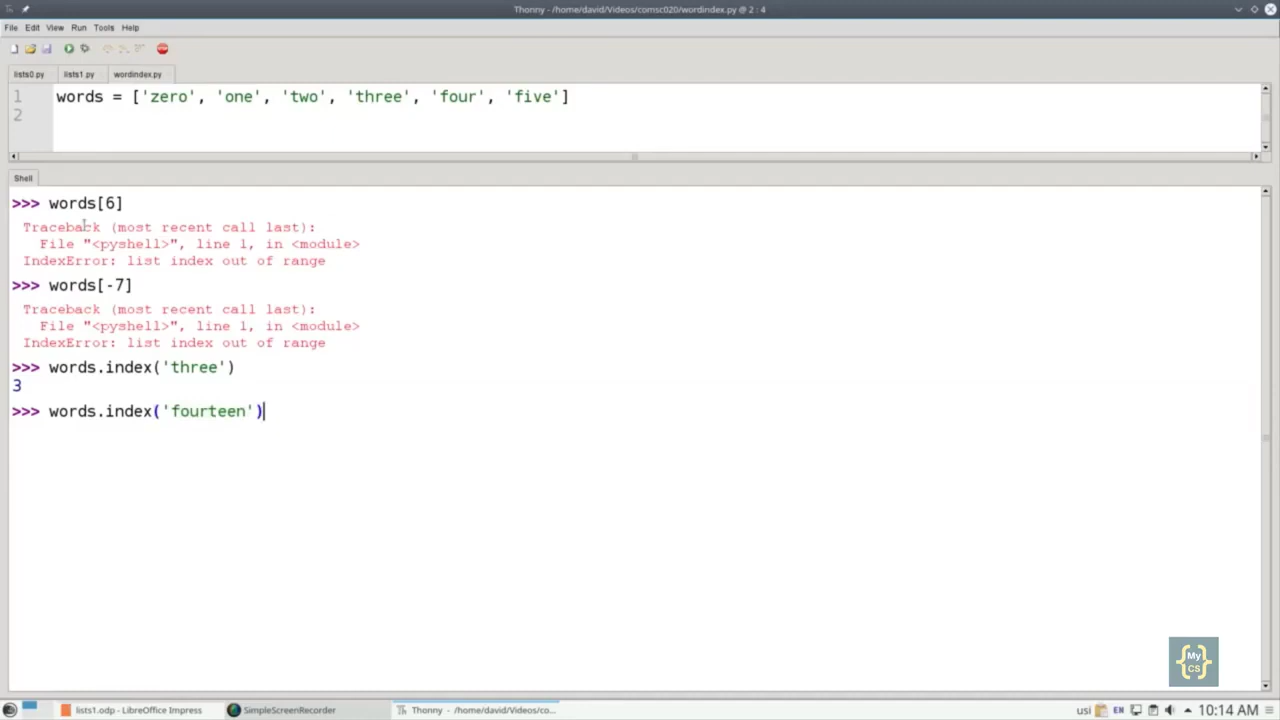 Thonny - /home/david/Videos/comsc020/wordindex.py @ 2 : 4
File Edit View Run Tools Help
lists0.py lists1.py wordindex.py
1 words = ['zero', 'one', 'two', 'three', 'four', 'five']
2
Shell
>>> words[6]
Traceback (most recent call last):
File "<pyshell>", line 1, in <module>
IndexError: list index out of range
>>> words[-7]
Traceback (most recent call last):
File "<pyshell>", line 1, in <module>
IndexError: list index out of range
>>> words.index('three')
3
>>> words.index('fourteen')
My
CS
lists1.odp - LibreOffice Impress SimpleScreenRecorder Thonny - /home/david/Videos/co... usi EN 10:14 AM